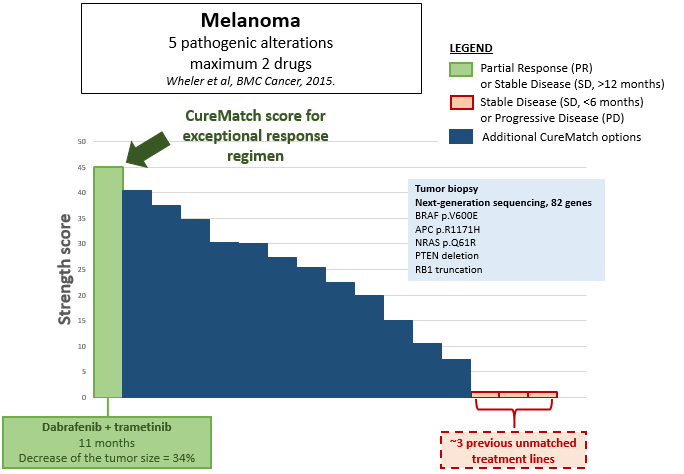 Melanoma
5 pathogenic alterations
maximum 2 drugs
Wheler et al, BMC Cancer, 2015.
LEGEND
Partial Response (PR)
or Stable Disease (SD, >12 months)
Stable Disease (SD, <6 months)
or Progressive Disease (PD)
Additional CureMatch options
CureMatch score for
exceptional response
regimen
Strength score
50
45
40
35
30
25
20
15
10
5
0
Tumor biopsy
Next-generation sequencing, 82 genes
BRAF p.V600E
APC p.R1171H
NRAS p.Q61R
PTEN deletion
RB1 truncation
Dabrafenib + trametinib
11 months
Decrease of the tumor size = 34%
~3 previous unmatched
treatment lines